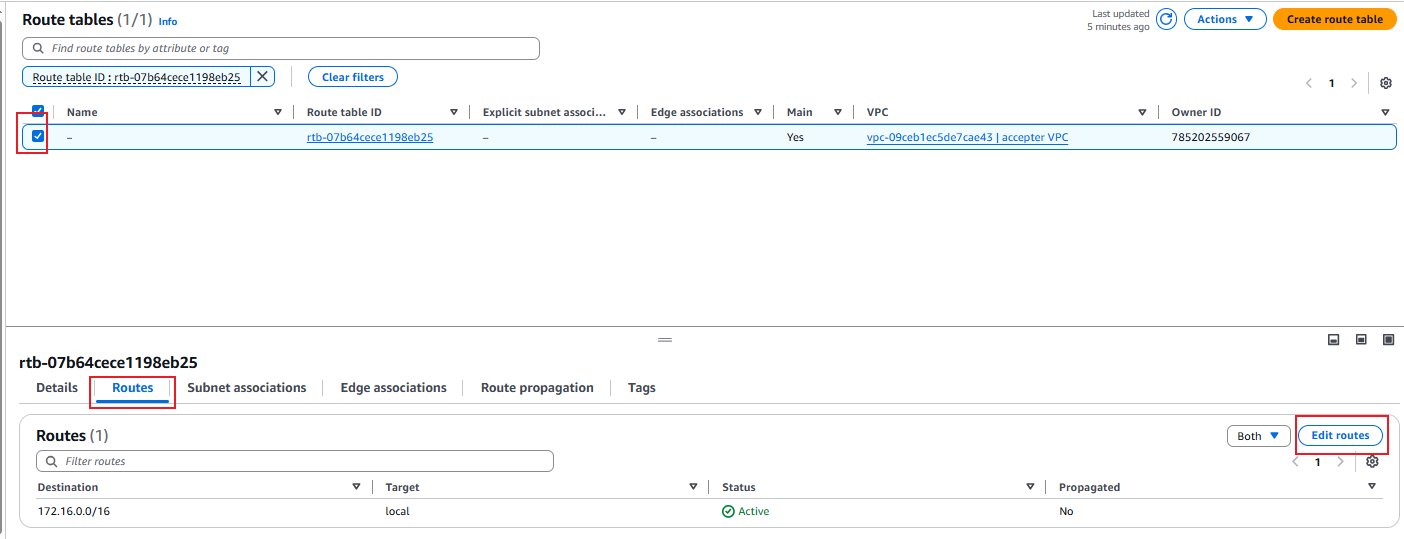 Route tables (1/1) Info
Last updated
5 minutes ago
Actions
Create route table
Find route tables by attribute or tag
Route table ID : rtb-07b64cece1198eb25
Clear filters
1
Name Route table ID Explicit subnet associ... Edge associations Main VPC Owner ID
– rtb-07b64cece1198eb25 – – Yes vpc-09ceb1ec5de7cae43 | accepter VPC 785202559067
rtb-07b64cece1198eb25
Details Routes Subnet associations Edge associations Route propagation Tags
Routes (1)
Both
Edit routes
Filter routes
1
Destination Target Status Propagated
172.16.0.0/16 local Active No